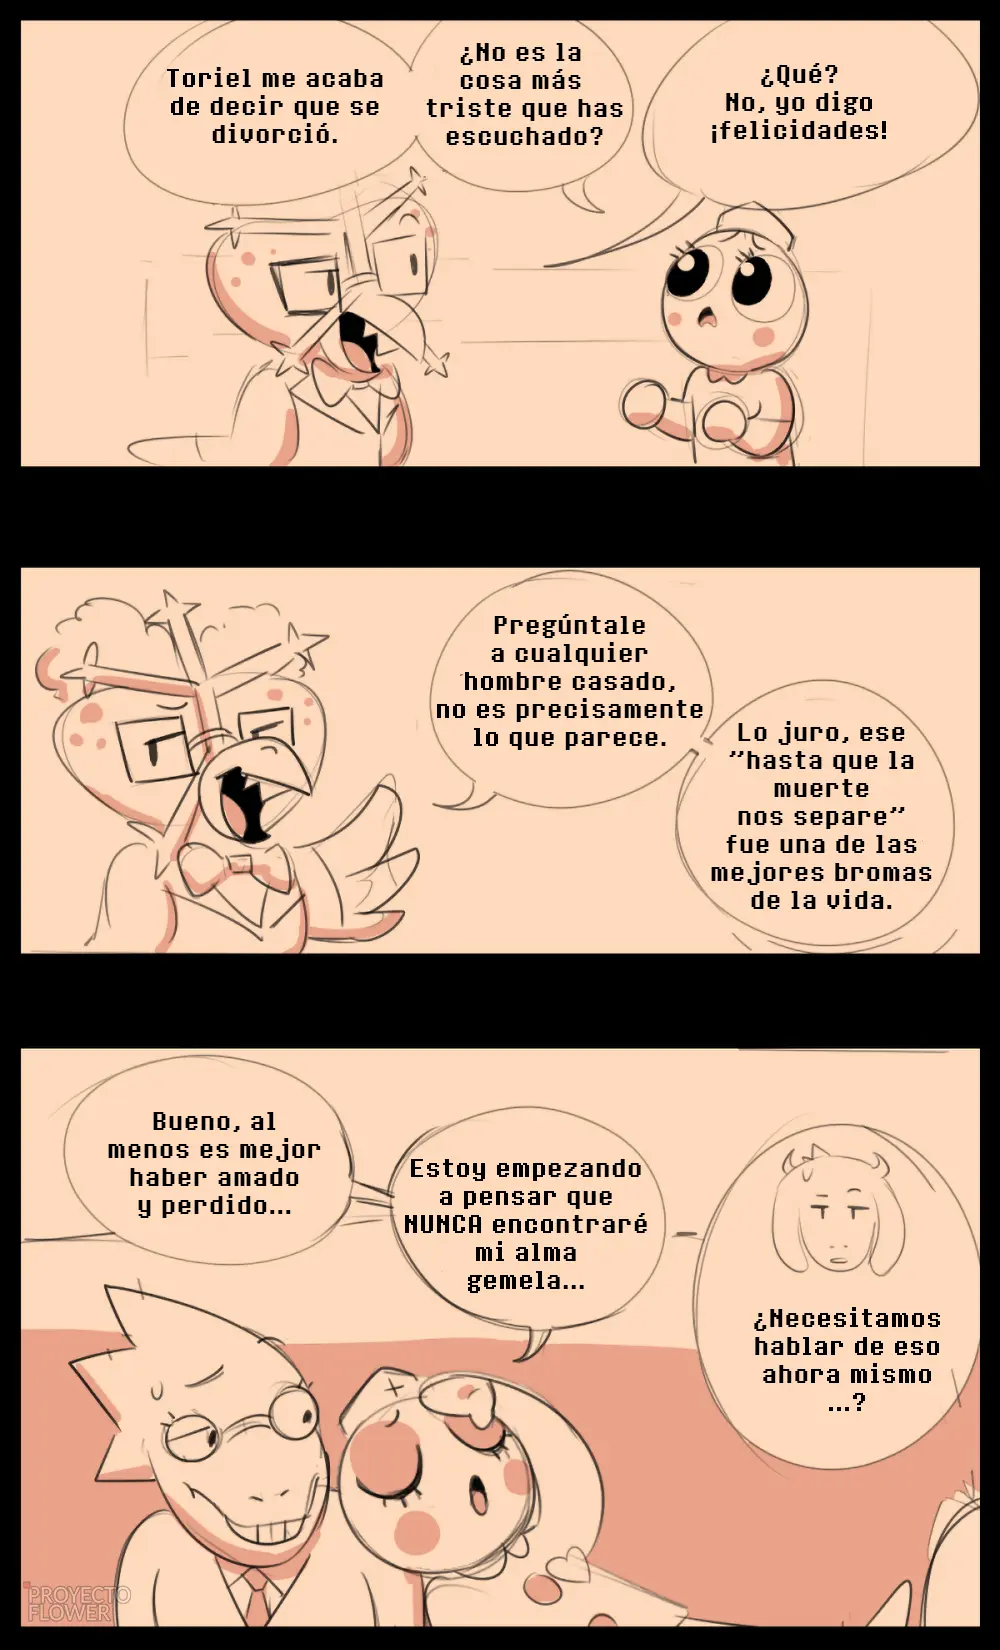 Toriel me acaba
de decir que se
divorció.
¿No es la
cosa más
triste que has
escuchado?
¿Qué?
No, yo digo
¡felicidades!
Pregúntale
a cualquier
hombre casado,
no es precisamente
lo que parece.
Lo juro, ese
”hasta que la
muerte
nos separe”
fue una de las
mejores bromas
de la vida.
Bueno, al
menos es mejor
haber amado
y perdido...
Estoy empezando
a pensar que
NUNCA encontraré
mi alma
gemela...
¿Necesitamos
hablar de eso
ahora mismo
...?
PROYECTO
FLOWER